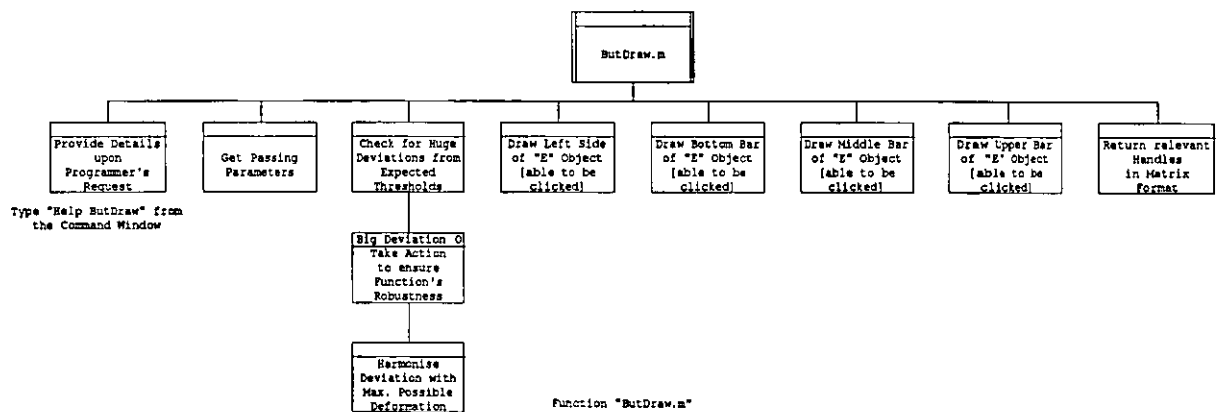 ButDraw.m
Provide Details
upon
Programmer's
Request
Type "Help ButDraw" from
the Command Window
Get Passing
Parameters
Check for Huge
Deviations from
Expected
Thresholds
Big Deviation O
Take Action
to ensure
Function's
Robustness
Harmonise
Deviation with
Max. Possible
Deformation
Draw Left Side
of "E" Object
[able to be
clicked]
Draw Bottom Bar
of "E" Object
[able to be
clicked]
Draw Middle Bar
of "E" Object
[able to be
clicked]
Draw Upper Bar
of "E" Object
[able to be
clicked]
Return relevant
Handles
in Matrix
Format
Function "ButDraw.m"